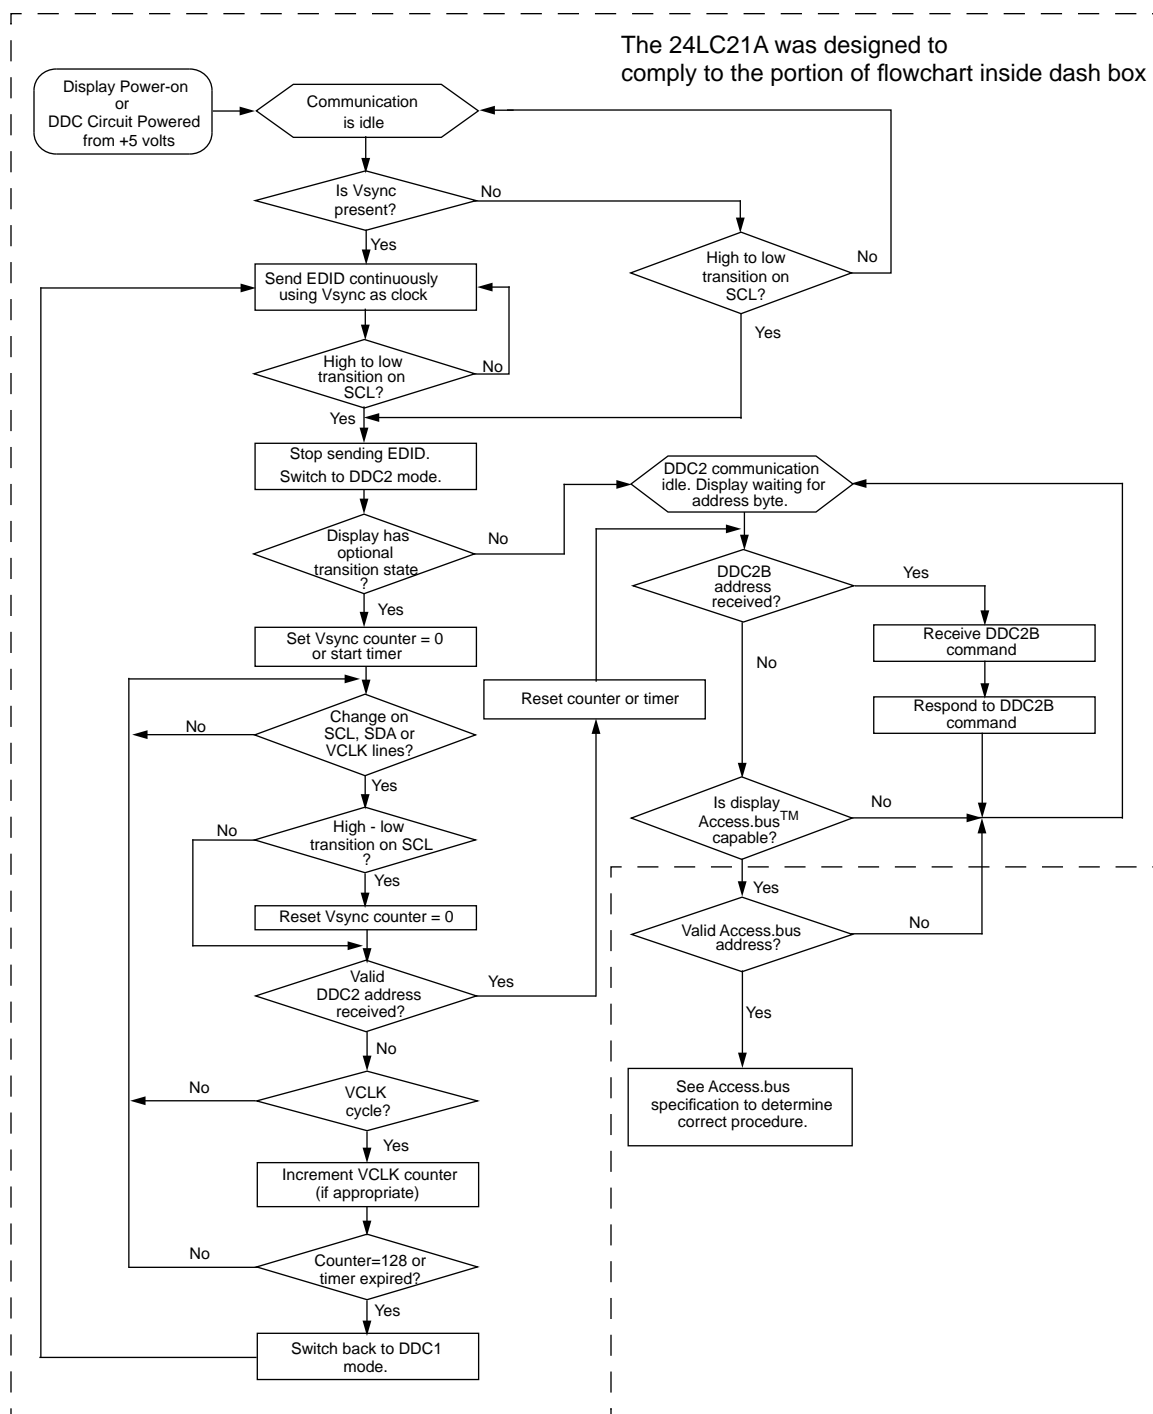 The 24LC21A was designed to
comply to the portion of flowchart inside dash box
Display Power-on
or
DDC Circuit Powered
from +5 volts
Communication
is idle
Is Vsync
present?
No
Yes
High to low
transition on
SCL?
No
Yes
Send EDID continuously
using Vsync as clock
High to low
transition on
SCL?
No
Yes
Stop sending EDID.
Switch to DDC2 mode.
Display has
optional
transition state
?
No
Yes
Set Vsync counter = 0
or start timer
Change on
SCL, SDA or
VCLK lines?
No
Yes
High - low
transition on SCL
?
No
Yes
Reset Vsync counter = 0
Valid
DDC2 address
received?
Yes
No
VCLK
cycle?
No
Yes
Increment VCLK counter
(if appropriate)
Counter=128 or
timer expired?
No
Yes
Switch back to DDC1
mode.
Reset counter or timer
DDC2 communication
idle. Display waiting for
address byte.
DDC2B
address
received?
Yes
No
Receive DDC2B
command
Respond to DDC2B
command
Is display
Access.bus™
capable?
No
Yes
Valid Access.bus
address?
No
Yes
See Access.bus
specification to determine
correct procedure.